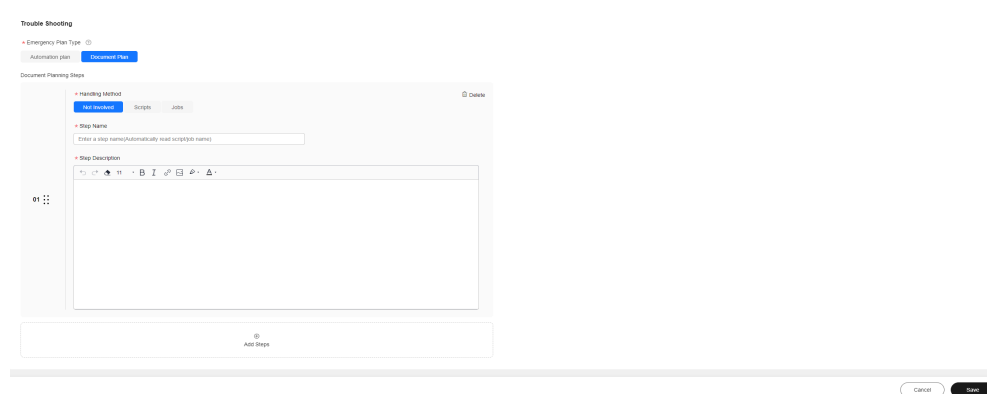 Trouble Shooting
* Emergency Plan Type
Automation plan Document Plan
Document Planning Steps
* Handling Method
Delete
Not Involved Scripts Jobs
* Step Name
Enter a step name(Automatically read script/job name)
* Step Description
11 B I A
01
Add Steps
Cancel Save